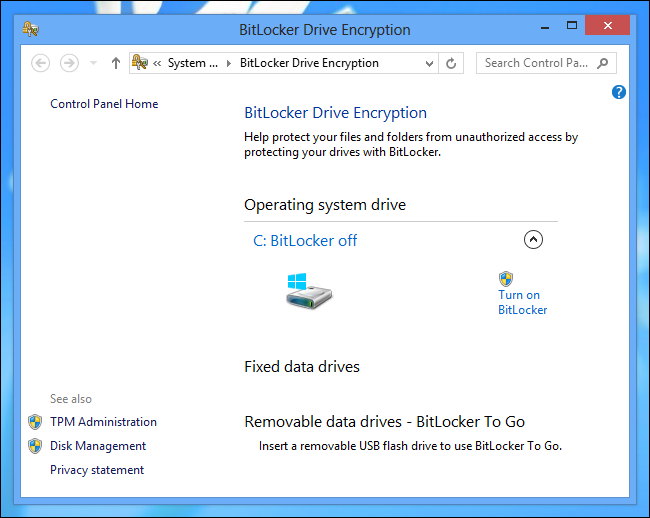 BitLocker Drive Encryption
« System ... BitLocker Drive Encryption
Search Control Pa...
Control Panel Home
BitLocker Drive Encryption
Help protect your files and folders from unauthorized access by
protecting your drives with BitLocker.
Operating system drive
C: BitLocker off
Turn on
BitLocker
Fixed data drives
Removable data drives - BitLocker To Go
Insert a removable USB flash drive to use BitLocker To Go.
See also
TPM Administration
Disk Management
Privacy statement